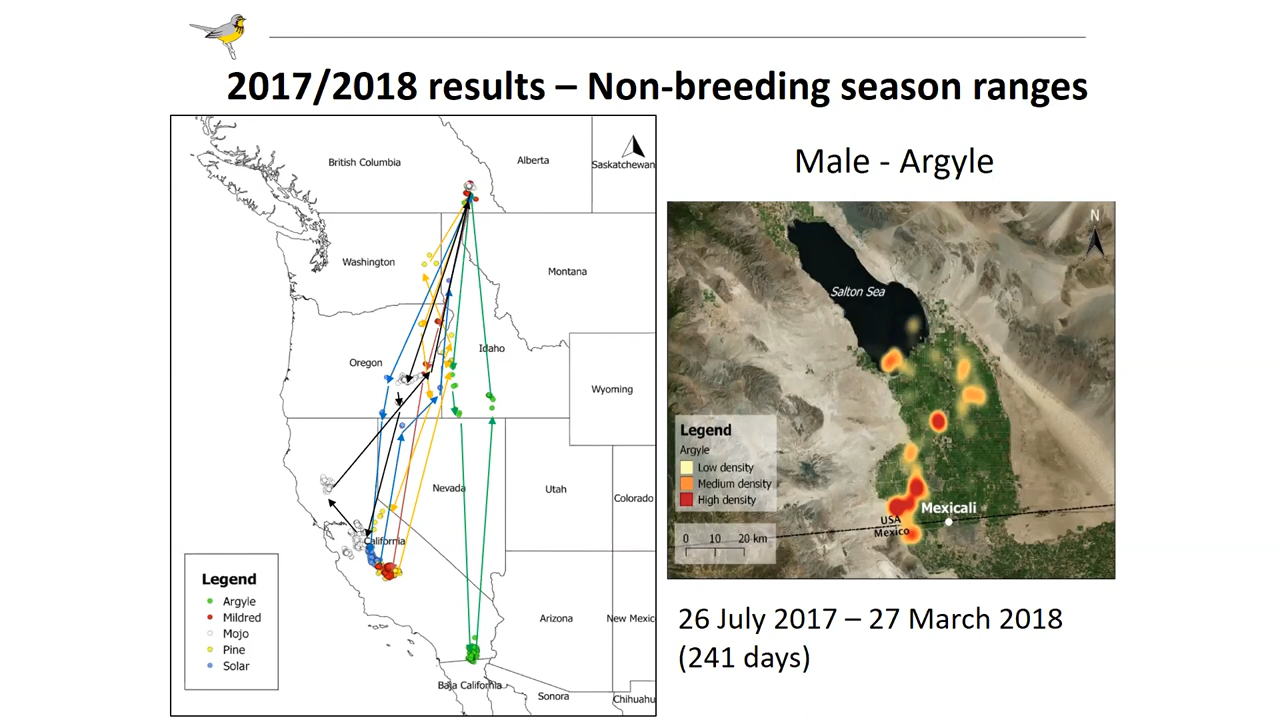 2017/2018 results – Non-breeding season ranges
British Columbia
Alberta
Saskatchewan
Washington
Montana
Oregon
Idaho
Wyoming
Nevada
Utah
Colorado
California
Arizona
New Mexic
Baja California
Sonora
Chihuahu
Legend
Argyle
Mildred
Mojo
Pine
Solar
Male - Argyle
N
Salton Sea
Legend
Argyle
Low density
Medium density
High density
0 10 20 km
Mexicali
USA
Mexico
26 July 2017 – 27 March 2018
(241 days)